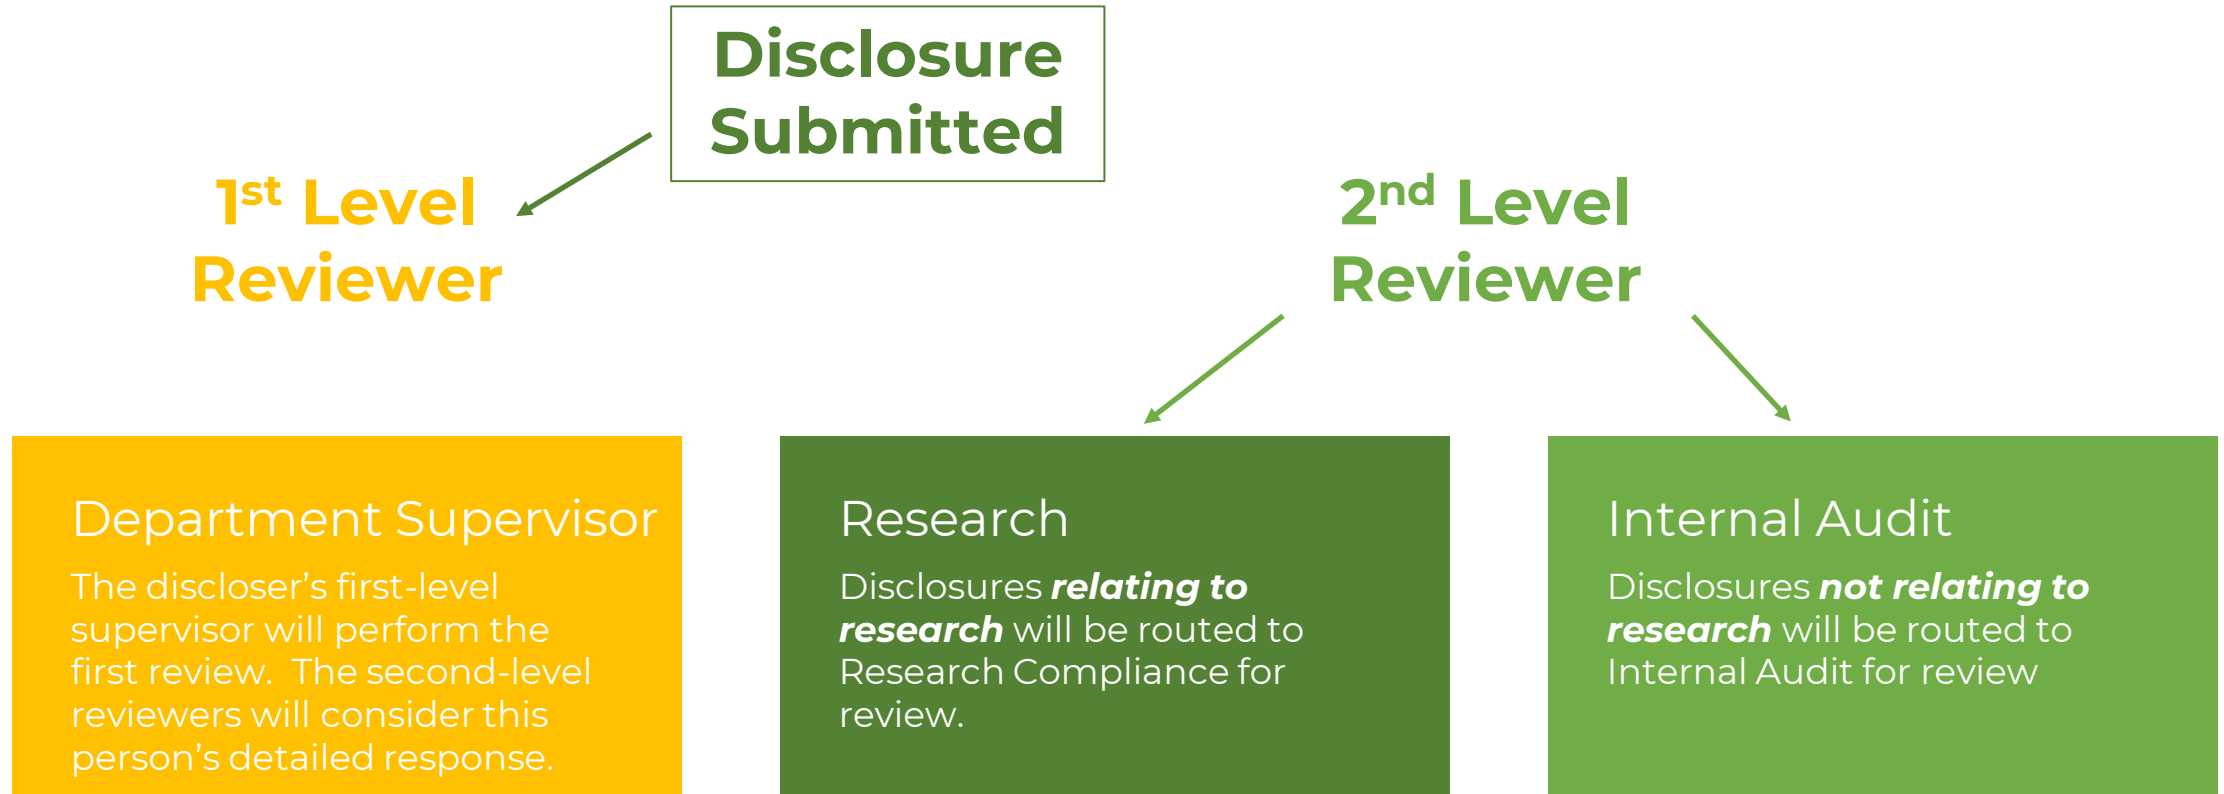 Disclosure
Submitted
1st Level
Reviewer
2nd Level
Reviewer
Department Supervisor
The discloser’s first-level
supervisor will perform the
first review.  The second-level
reviewers will consider this
person’s detailed response.
Research
Disclosures relating to
research will be routed to
Research Compliance for
review.
Internal Audit
Disclosures not relating to
research will be routed to
Internal Audit for review